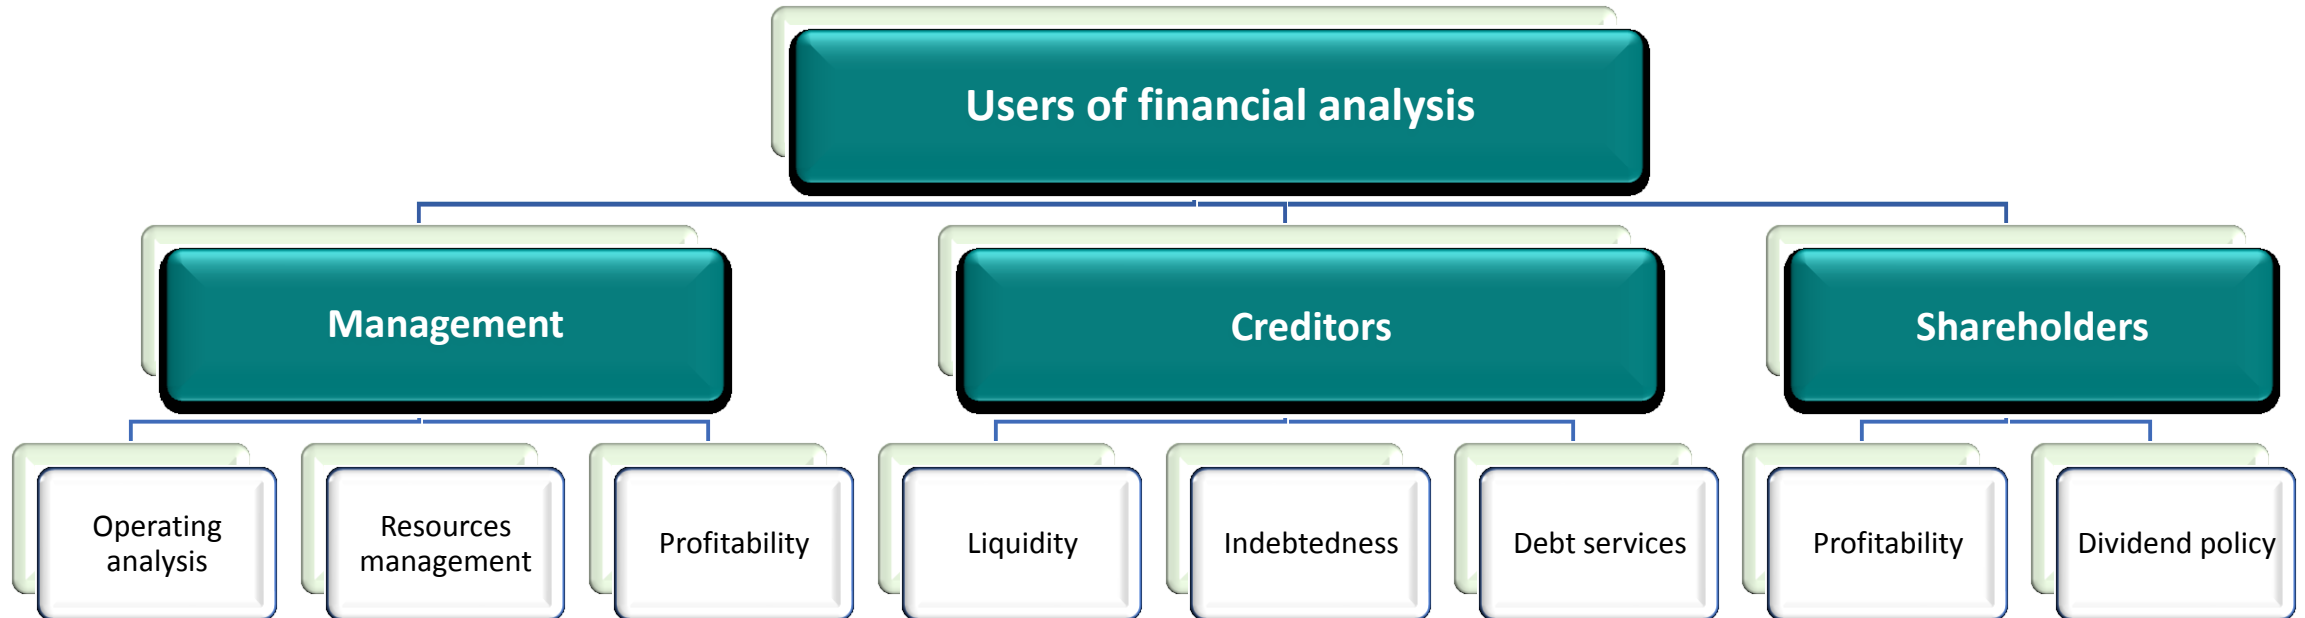 Users of financial analysis
Management
Creditors
Shareholders
Operating
analysis
Resources
management
Profitability
Liquidity
Indebtedness
Debt services
Profitability
Dividend policy